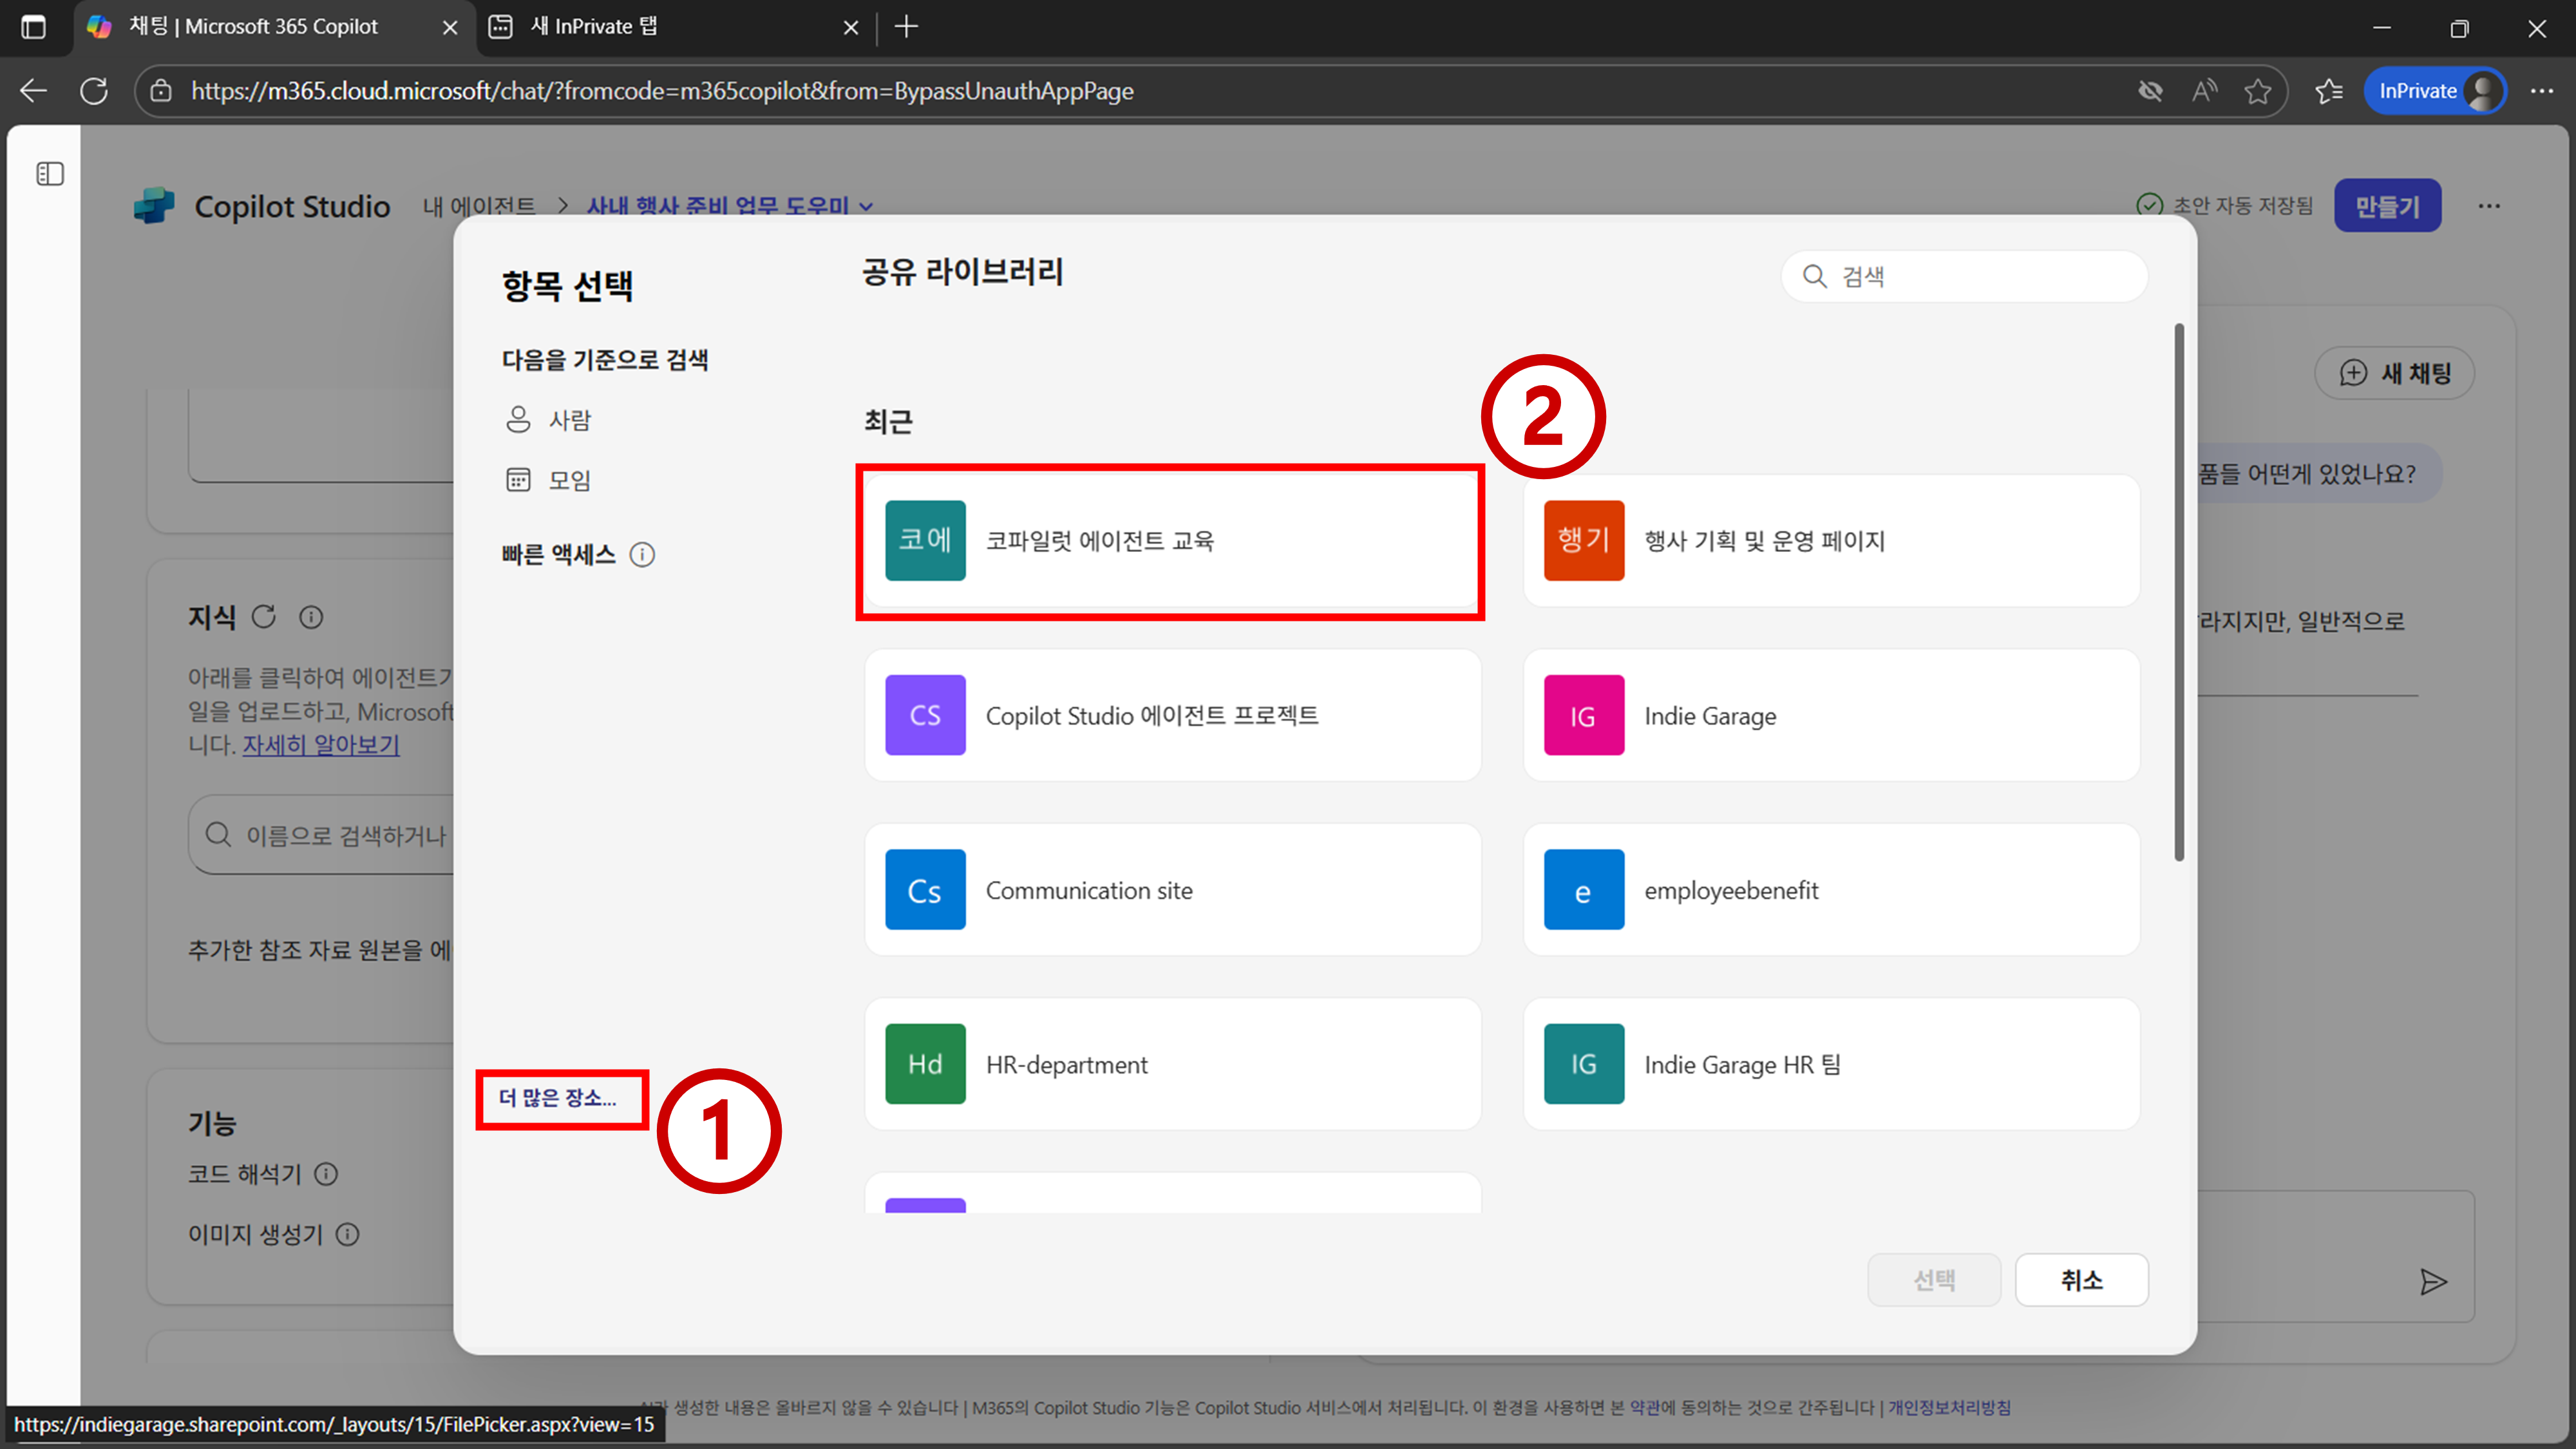 채팅 | Microsoft 365 Copilot
새 InPrivate 탭
https://m365.cloud.microsoft/chat/?fromcode=m365copilot&from=BypassUnauthAppPage
InPrivate
Copilot Studio
내 에이전트 > 사내 행사 준비 업무 도우미
초안 자동 저장됨
만들기
항목 선택
공유 라이브러리
검색
다음을 기준으로 검색
사람
모임
빠른 액세스
최근
2
새 채팅
코에 코파일럿 에이전트 교육
행기 행사 기획 및 운영 페이지
CS Copilot Studio 에이전트 프로젝트
IG Indie Garage
Cs Communication site
e employeebenefit
Hd HR-department
IG Indie Garage HR 팀
더 많은 장소...
1
선택
취소
품들 어떤게 있었나요?
라지지만, 일반적으로
지식
아래를 클릭하여 에이전트가
일을 업로드하고, Microsoft
니다. 자세히 알아보기
이름으로 검색하거나
추가한 참조 자료 원본을 에
기능
코드 해석기
이미지 생성기
생성한 내용은 올바르지 않을 수 있습니다 | M365의 Copilot Studio 기능은 Copilot Studio 서비스에서 처리됩니다. 이 환경을 사용하면 본 약관에 동의하는 것으로 간주됩니다 | 개인정보처리방침
https://indiegarage.sharepoint.com/_layouts/15/FilePicker.aspx?view=15